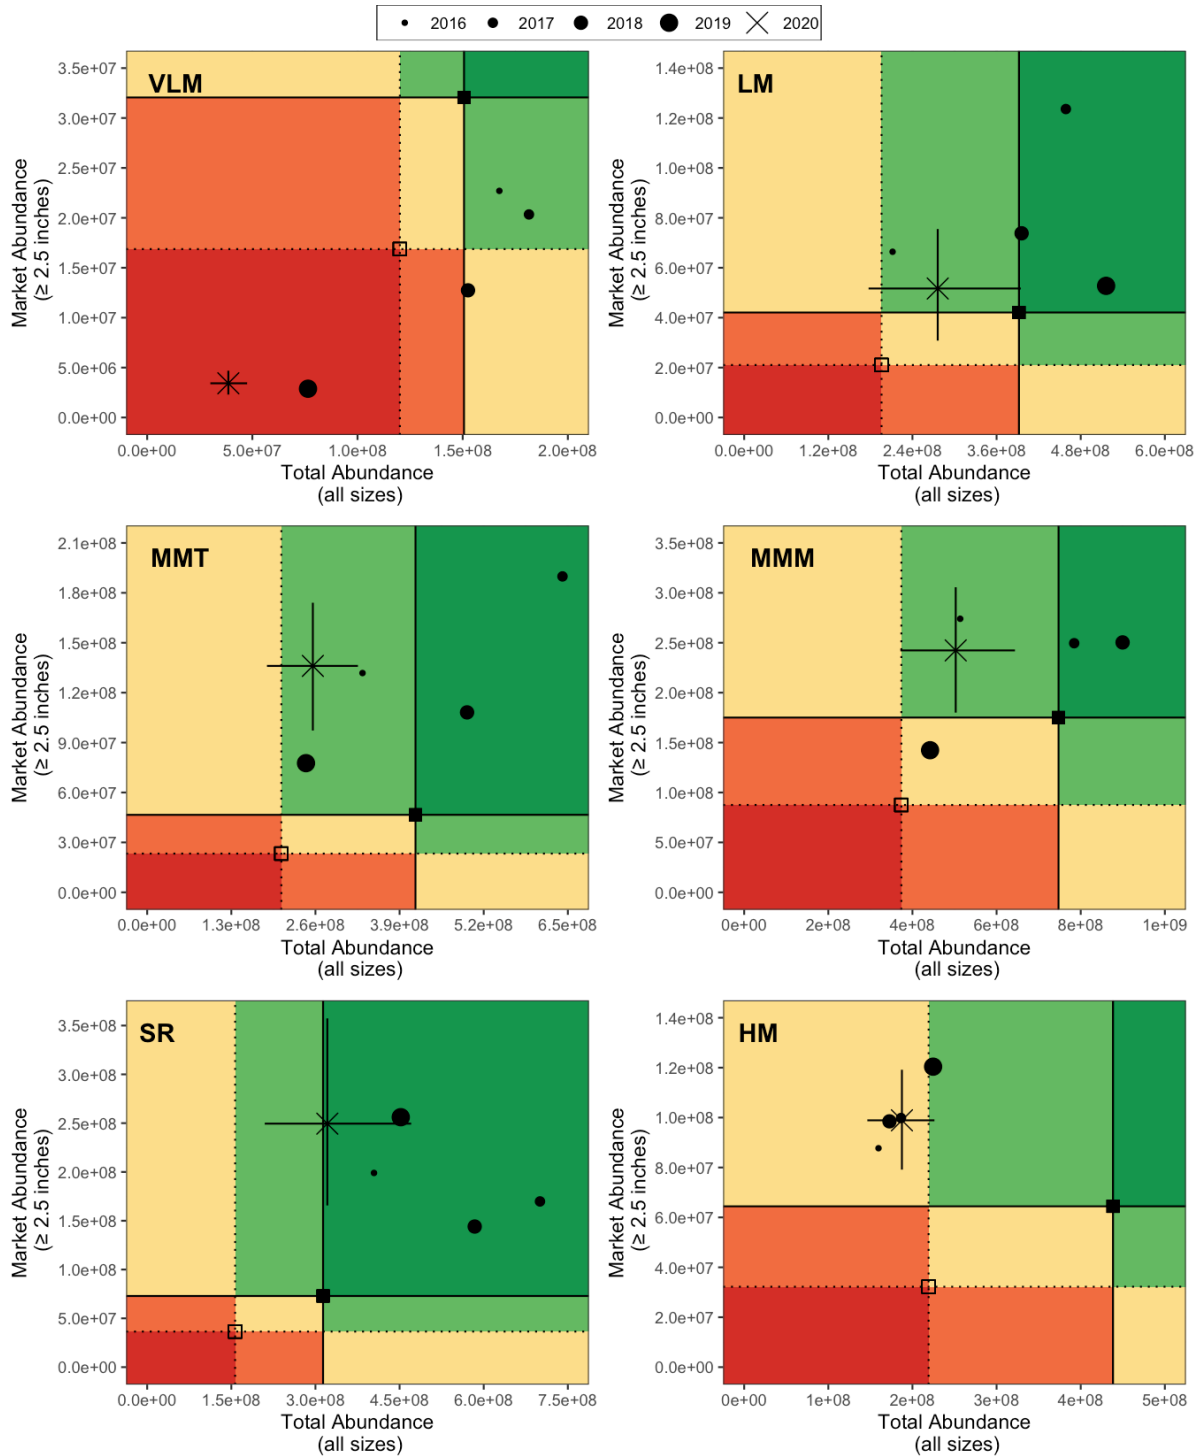 2016 2017 2018 2019 2020
VLM
3.5e+07
3.0e+07
2.5e+07
2.0e+07
1.5e+07
1.0e+07
5.0e+06
0.0e+00
Market Abundance
(≥ 2.5 inches)
0.0e+00 5.0e+07 1.0e+08 1.5e+08 2.0e+08
Total Abundance
(all sizes)
LM
1.4e+08
1.2e+08
1.0e+08
8.0e+07
6.0e+07
4.0e+07
2.0e+07
0.0e+00
Market Abundance
(≥ 2.5 inches)
0.0e+00 1.2e+08 2.4e+08 3.6e+08 4.8e+08 6.0e+08
Total Abundance
(all sizes)
MMT
2.1e+08
1.8e+08
1.5e+08
1.2e+08
9.0e+07
6.0e+07
3.0e+07
0.0e+00
Market Abundance
(≥ 2.5 inches)
0.0e+00 1.3e+08 2.6e+08 3.9e+08 5.2e+08 6.5e+08
Total Abundance
(all sizes)
MMM
3.5e+08
3.0e+08
2.5e+08
2.0e+08
1.5e+08
1.0e+08
5.0e+07
0.0e+00
Market Abundance
(≥ 2.5 inches)
0e+00 2e+08 4e+08 6e+08 8e+08 1e+09
Total Abundance
(all sizes)
SR
3.5e+08
3.0e+08
2.5e+08
2.0e+08
1.5e+08
1.0e+08
5.0e+07
0.0e+00
Market Abundance
(≥ 2.5 inches)
0.0e+00 1.5e+08 3.0e+08 4.5e+08 6.0e+08 7.5e+08
Total Abundance
(all sizes)
HM
1.4e+08
1.2e+08
1.0e+08
8.0e+07
6.0e+07
4.0e+07
2.0e+07
0.0e+00
Market Abundance
(≥ 2.5 inches)
0e+00 1e+08 2e+08 3e+08 4e+08 5e+08
Total Abundance
(all sizes)